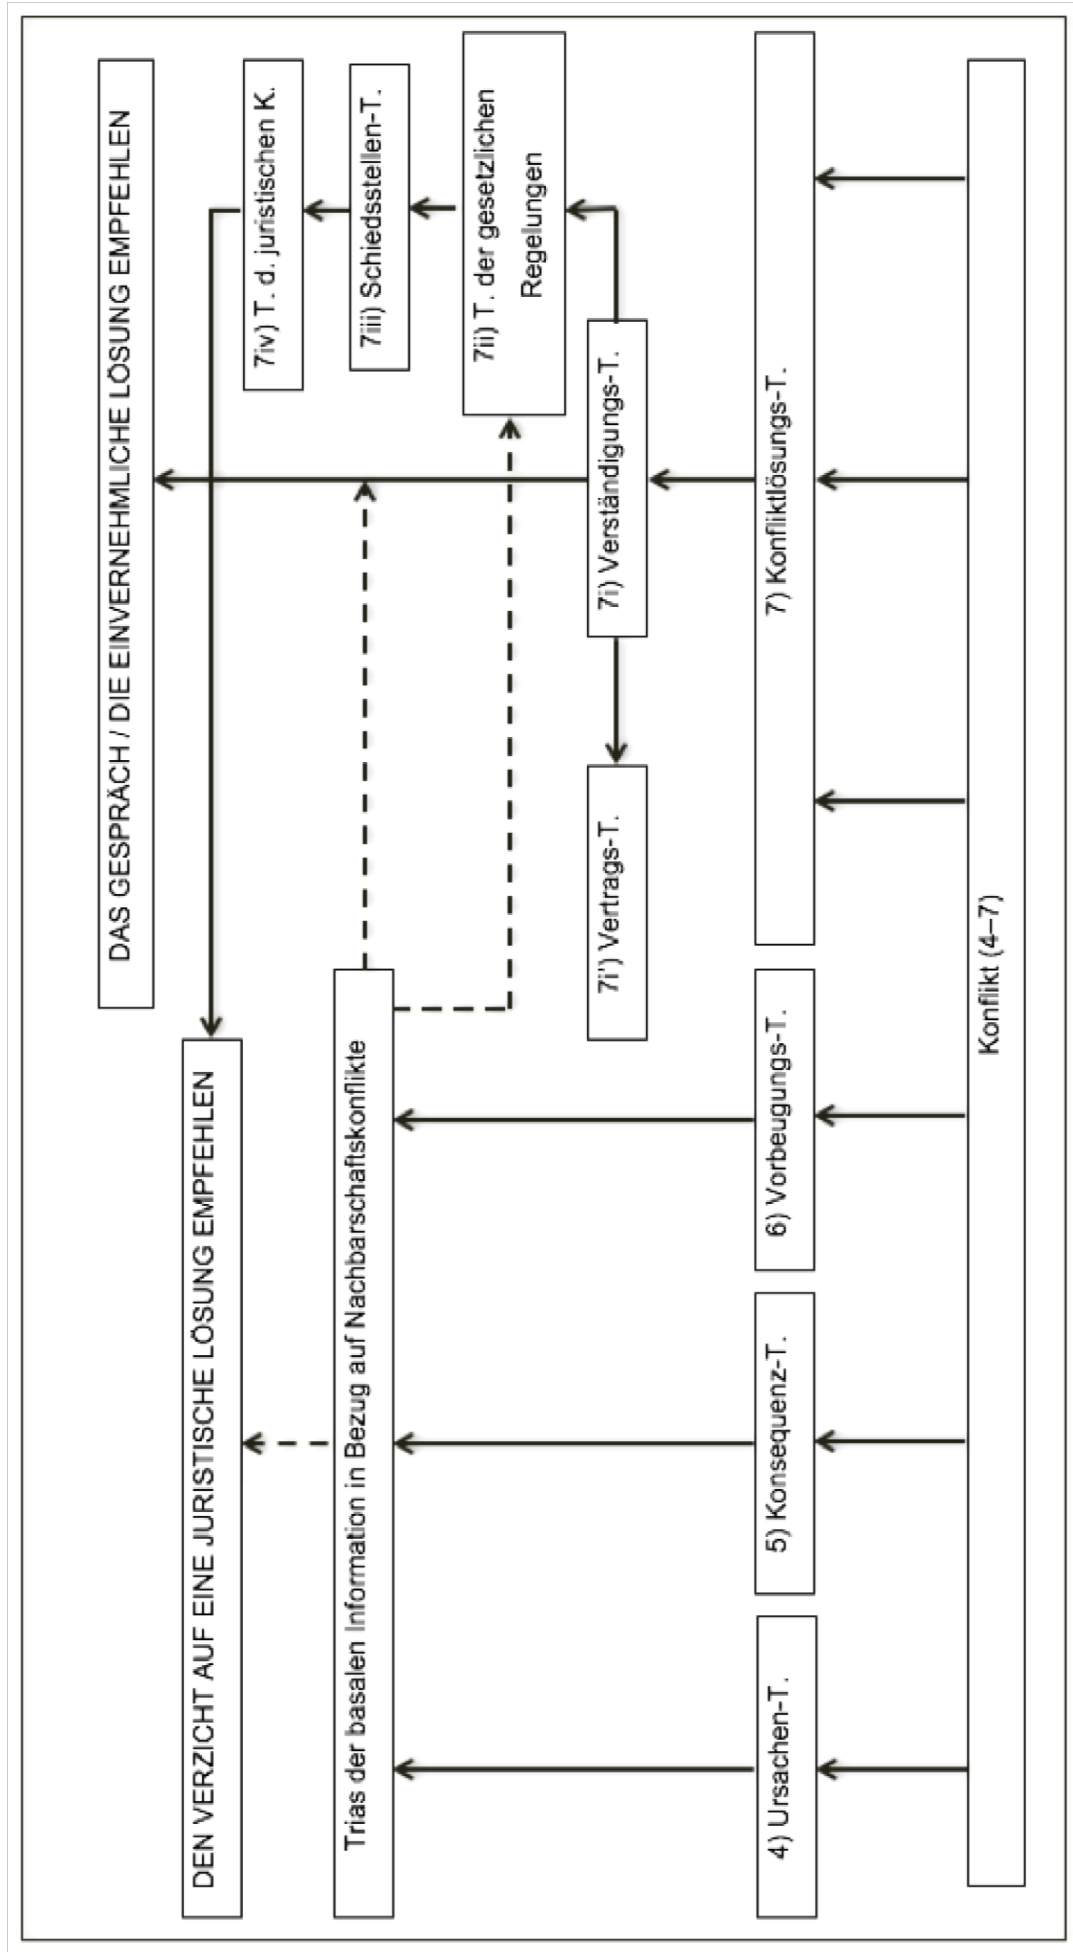 DAS GESPRÄCH / DIE EINVERNEHMLICHE LÖSUNG EMPFEHLEN
DEN VERZICHT AUF EINE JURISTISCHE LÖSUNG EMPFEHLEN
7iv) T. d. juristischen K.
Trias der basalen Information in Bezug auf Nachbarschaftskonflikte
7iii) Schiedsstellen-T.
7ii) T. der gesetzlichen
Regelungen
7i') Vertrags-T.
7i) Verständigungs-T.
4) Ursachen-T.
5) Konsequenz-T.
6) Vorbeugungs-T.
7) Konfliktlösungs-T.
Konflikt (4–7)